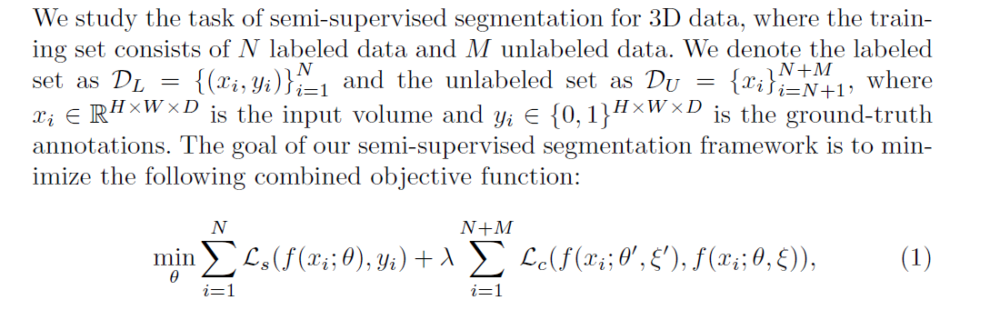 We study the task of semi-supervised segmentation for 3D data, where the train-
ing set consists of N labeled data and M unlabeled data. We denote the labeled
set as $\mathcal{D}_L = \{(x_i, y_i)\}_{i=1}^{N}$ and the unlabeled set as $\mathcal{D}_U = \{x_i\}_{i=N+1}^{N+M}$, where
$x_i \in \mathbb{R}^{H \times W \times D}$ is the input volume and $y_i \in \{0, 1\}^{H \times W \times D}$ is the ground-truth
annotations. The goal of our semi-supervised segmentation framework is to min-
imize the following combined objective function:
$\min_{\theta} \sum_{i=1}^{N} \mathcal{L}_s(f(x_i; \theta), y_i) + \lambda \sum_{i=1}^{N+M} \mathcal{L}_c(f(x_i; \theta', \xi'), f(x_i; \theta, \xi)),$ (1)